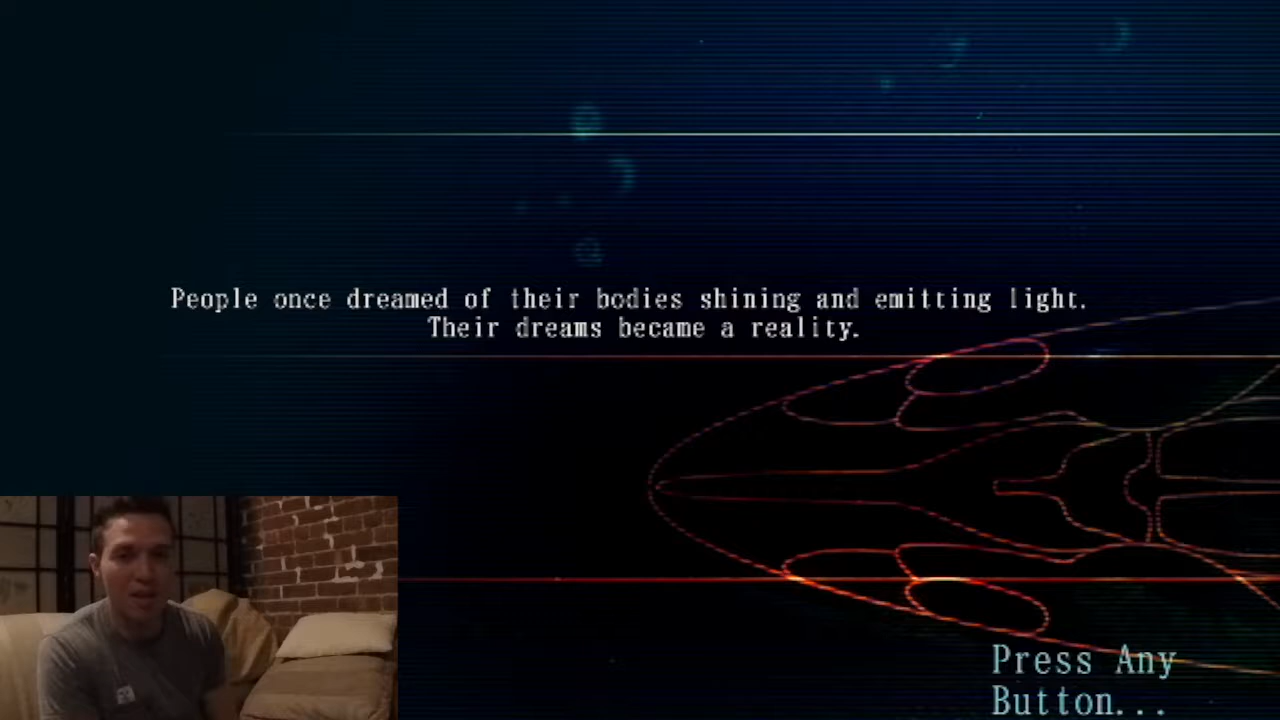 People once dreamed of their bodies shining and emitting light.
Their dreams became a reality.
Press Any
Button...